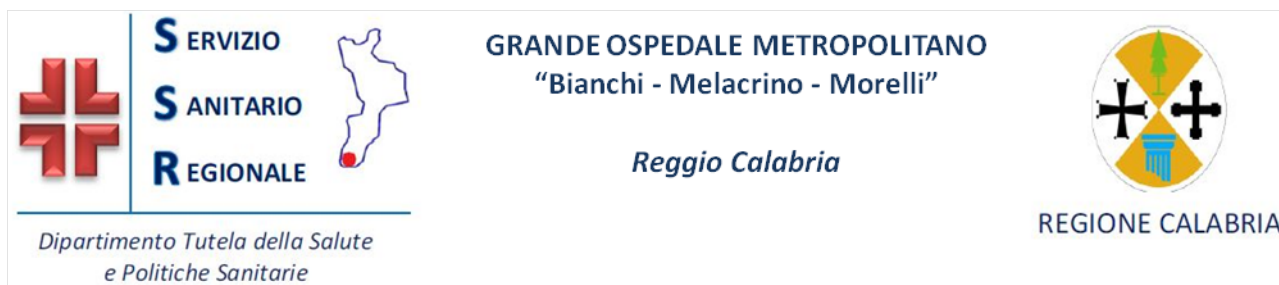 SERVIZIO
SANITARIO
REGIONALE
Dipartimento Tutela della Salute
e Politiche Sanitarie
GRANDE OSPEDALE METROPOLITANO
“Bianchi - Melacrino - Morelli”
Reggio Calabria
REGIONE CALABRIA